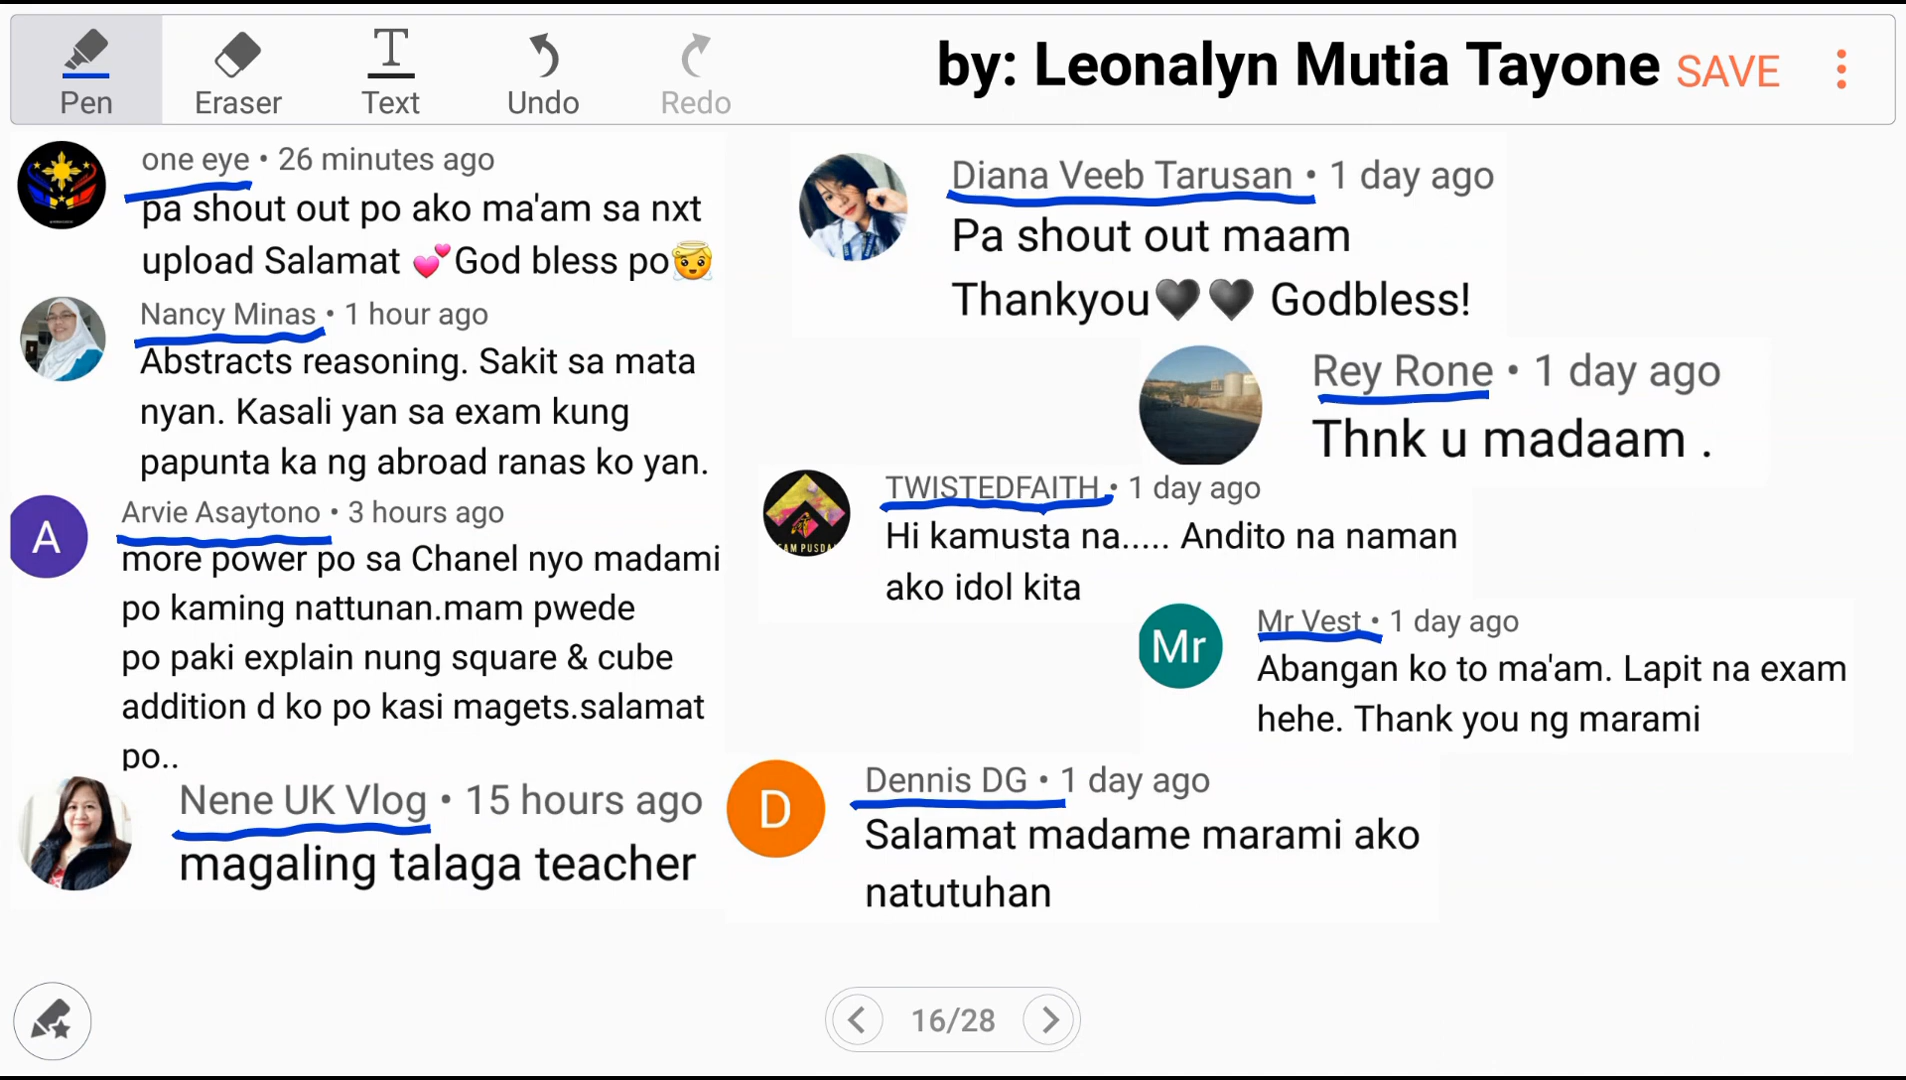 Pen
Eraser
Text
Undo
Redo
by: Leonalyn Mutia Tayone
SAVE
one eye • 26 minutes ago
pa shout out po ako ma'am sa nxt
upload Salamat 💕God bless po😇
Nancy Minas • 1 hour ago
Abstracts reasoning. Sakit sa mata
nyan. Kasali yan sa exam kung
papunta ka ng abroad ranas ko yan.
A
Arvie Asaytono • 3 hours ago
more power po sa Chanel nyo madami
po kaming nattunan.mam pwede
po paki explain nung square & cube
addition d ko po kasi magets.salamat
po..
Nene UK Vlog • 15 hours ago
magaling talaga teacher
Diana Veeb Tarusan • 1 day ago
Pa shout out maam
Thankyou🖤🖤 Godbless!
Rey Rone • 1 day ago
Thnk u madaam .
TWISTEDFAITH • 1 day ago
Hi kamusta na..... Andito na naman
ako idol kita
Mr
Mr Vest • 1 day ago
Abangan ko to ma'am. Lapit na exam
hehe. Thank you ng marami
D
Dennis DG • 1 day ago
Salamat madame marami ako
natutuhan
16/28